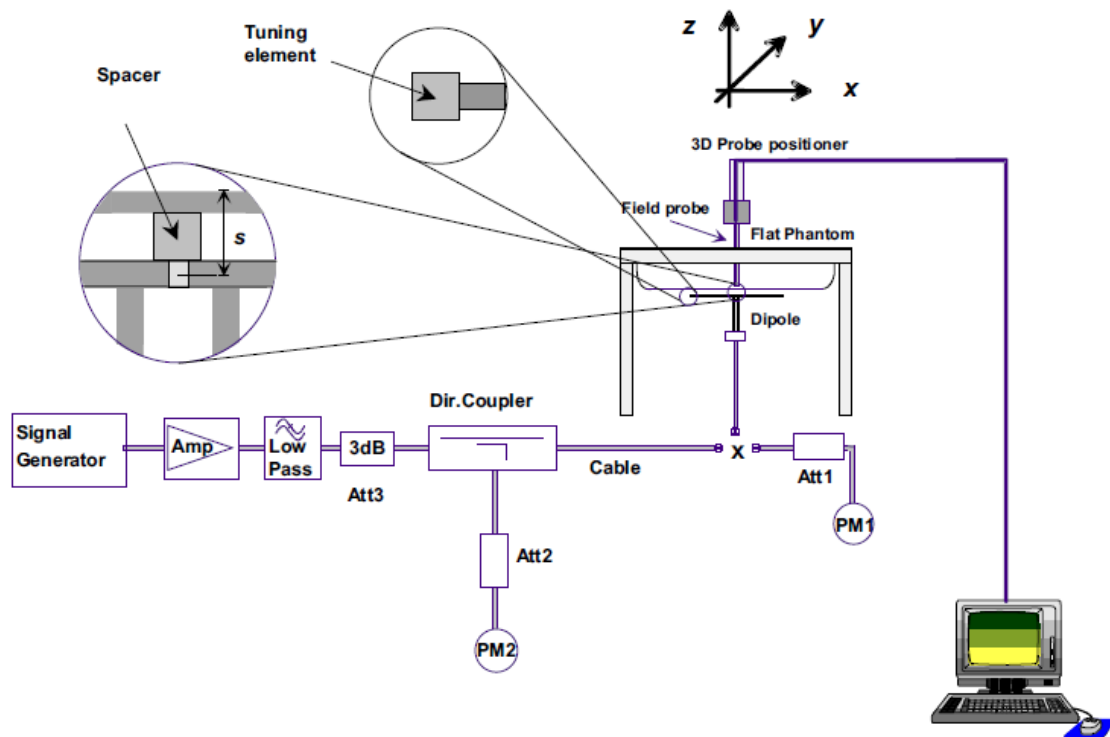 Tuning
element
z
y
x
Spacer
s
3D Probe positioner
Field probe
Flat Phantom
Dipole
Dir.Coupler
Signal
Generator
Amp
Low
Pass
3dB
Att3
Cable
x
Att1
PM1
Att2
PM2